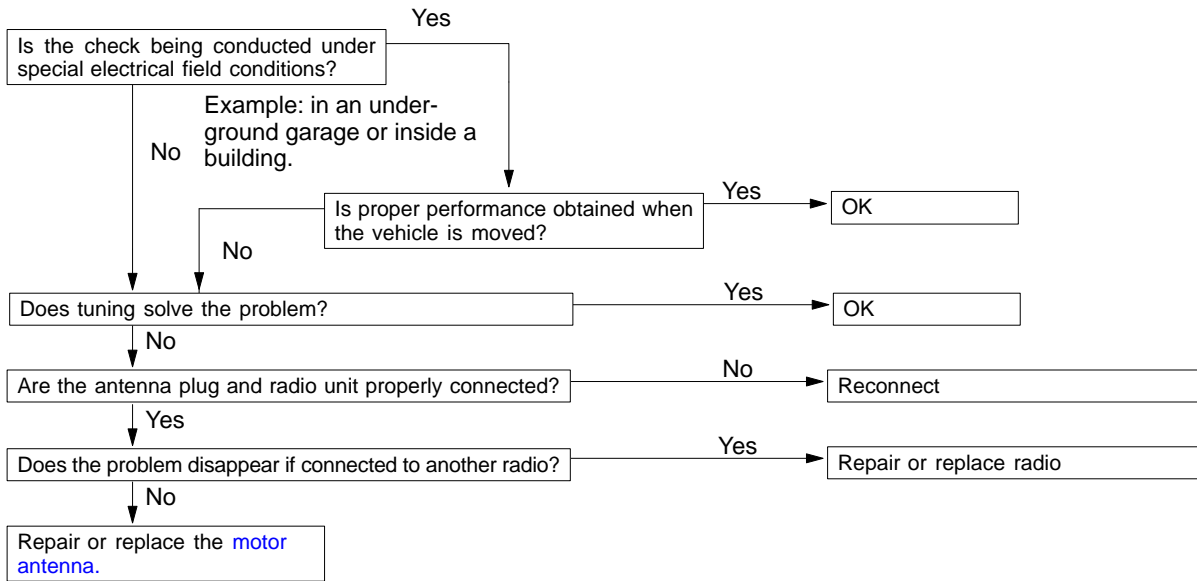 Yes
Is the check being conducted under
special electrical field conditions?
Example: in an under-
ground garage or inside a
building.
No
Is proper performance obtained when
the vehicle is moved?
Yes
OK
No
Does tuning solve the problem?
Yes
OK
No
Are the antenna plug and radio unit properly connected?
No
Reconnect
Yes
Does the problem disappear if connected to another radio?
Yes
Repair or replace radio
No
Repair or replace the motor
antenna.